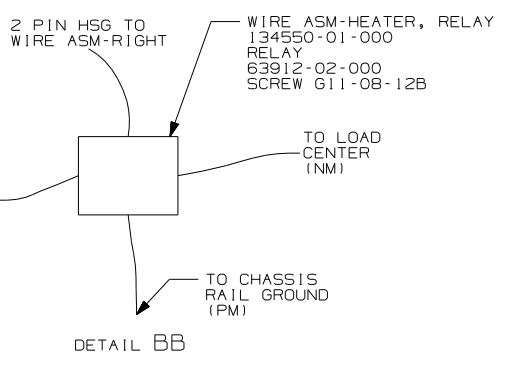 2 PIN HSG TO
WIRE ASM-RIGHT
WIRE ASM-HEATER, RELAY
134550-01-000
RELAY
63912-02-000
SCREW G11-08-12B
TO LOAD
CENTER
(NM)
TO CHASSIS
RAIL GROUND
(PM)
DETAIL BB